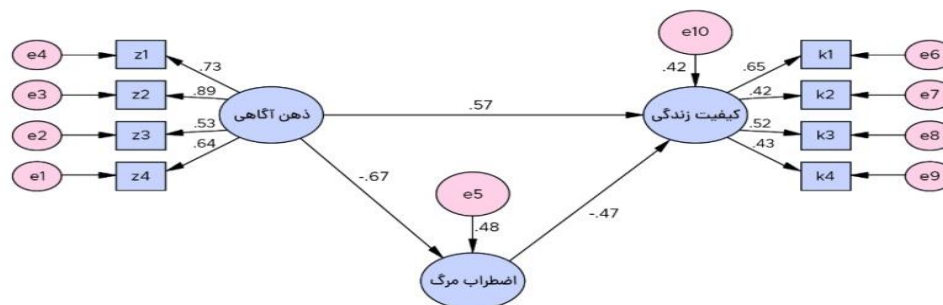 e10
e4 z1 .73 .42 .65 k1 e6
e3 z2 .89 ذهن آگاهی .57 کیفیت زندگی .42 k2 e7
e2 z3 .53 .52 k3 e8
e1 z4 .64 .43 k4 e9
-.67 e5 -.47
.48
اضطراب مرگ